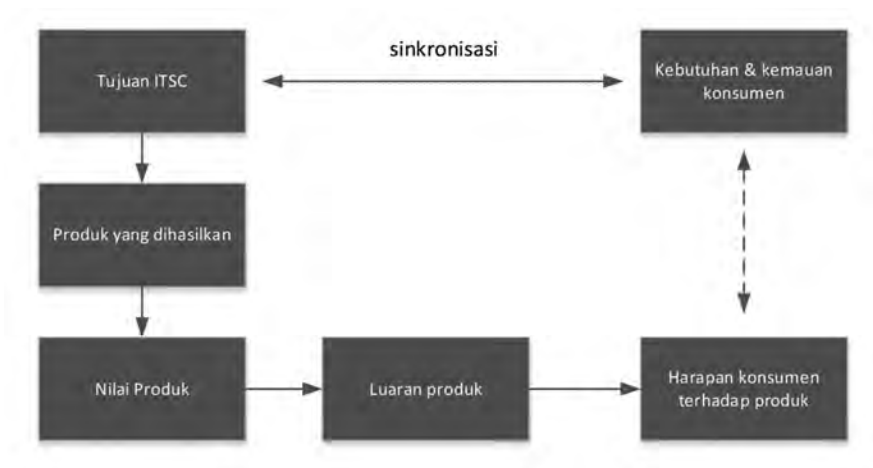 sinkronisasi
Tujuan ITSC
Kebutuhan & kemauan
konsumen
Produk yang dihasilkan
Nilai Produk
Luaran produk
Harapan konsumen
terhadap produk